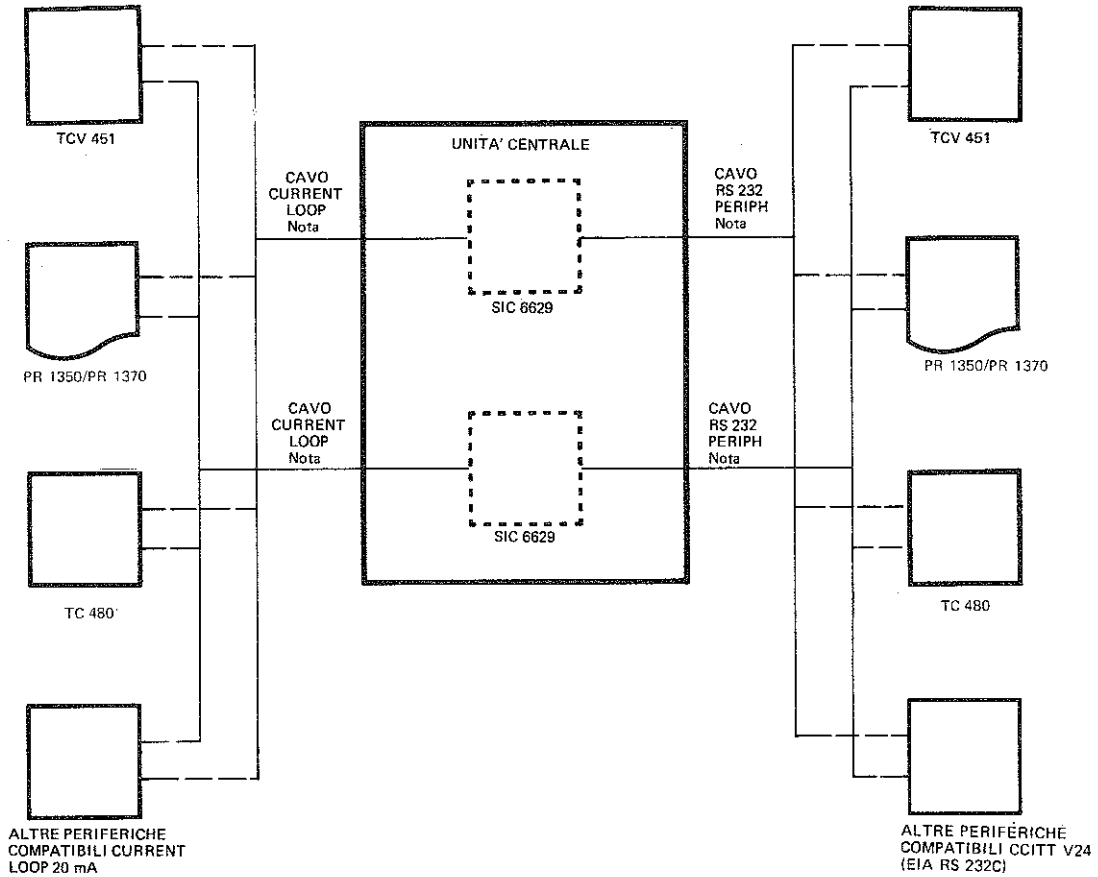 TCV 451
UNITA' CENTRALE
TCV 451
CAVO
CURRENT
LOOP
Nota
CAVO
RS 232
PERIPH
Nota
SIC 6629
PR 1350/PR 1370
PR 1350/PR 1370
CAVO
CURRENT
LOOP
Nota
CAVO
RS 232
PERIPH
Nota
SIC 6629
TC 480
TC 480
ALTRE PERIFERICHE
COMPATIBILI CURRENT
LOOP 20 mA
ALTRE PERIFERICHE
COMPATIBILI CCITT V24
(EIA RS 232C)